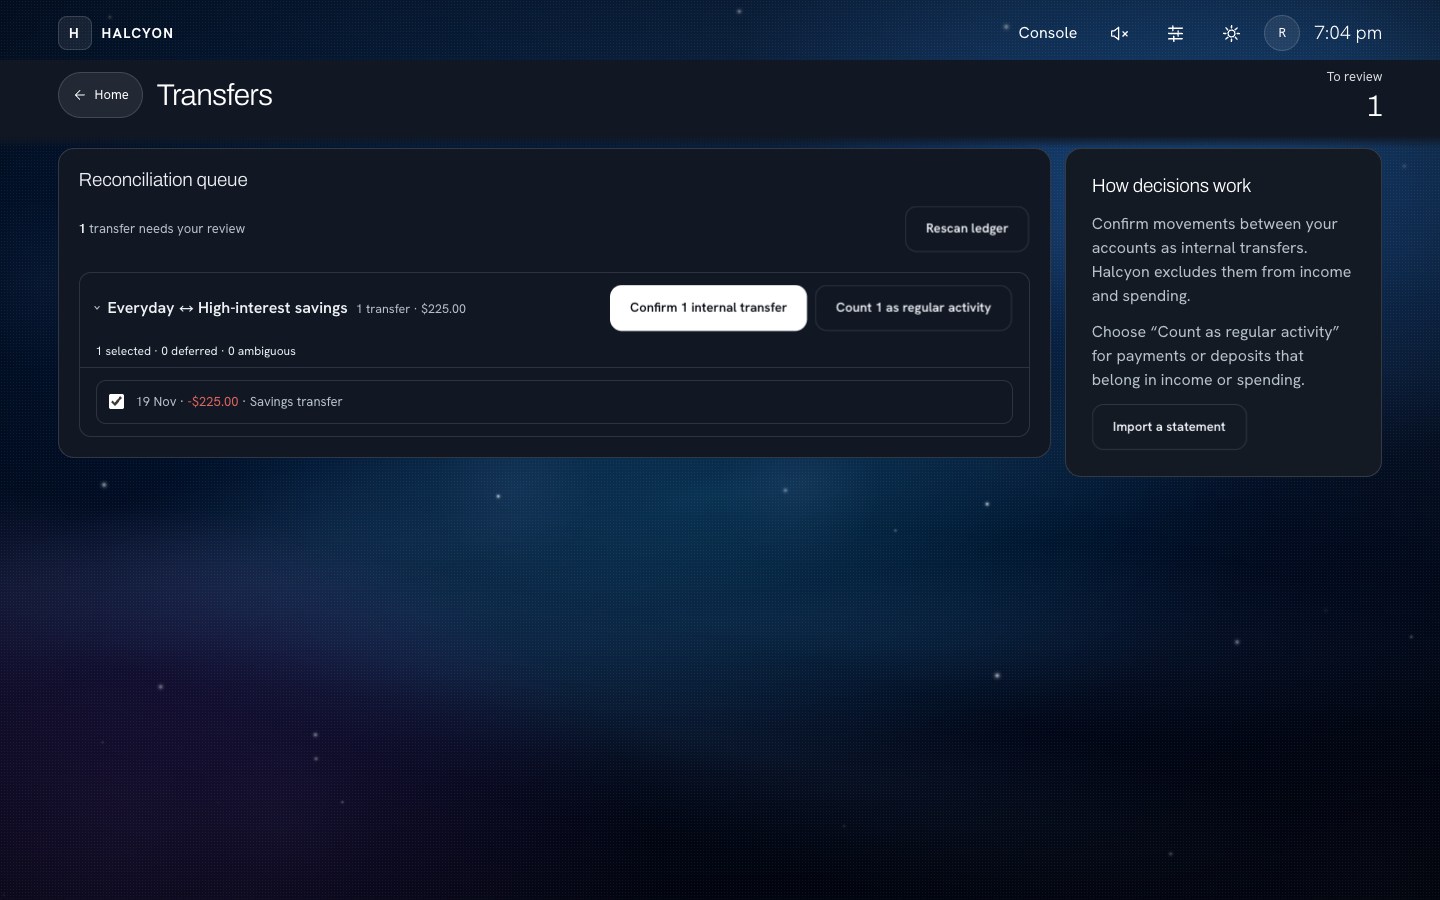 H HALCYON
Console
R
7:04 pm
← Home
Transfers
To review
1
Reconciliation queue
1 transfer needs your review
Rescan ledger
Everyday ↔ High-interest savings 1 transfer · $225.00
Confirm 1 internal transfer
Count 1 as regular activity
1 selected · 0 deferred · 0 ambiguous
19 Nov · -$225.00 · Savings transfer
How decisions work
Confirm movements between your
accounts as internal transfers.
Halcyon excludes them from income
and spending.
Choose “Count as regular activity”
for payments or deposits that
belong in income or spending.
Import a statement